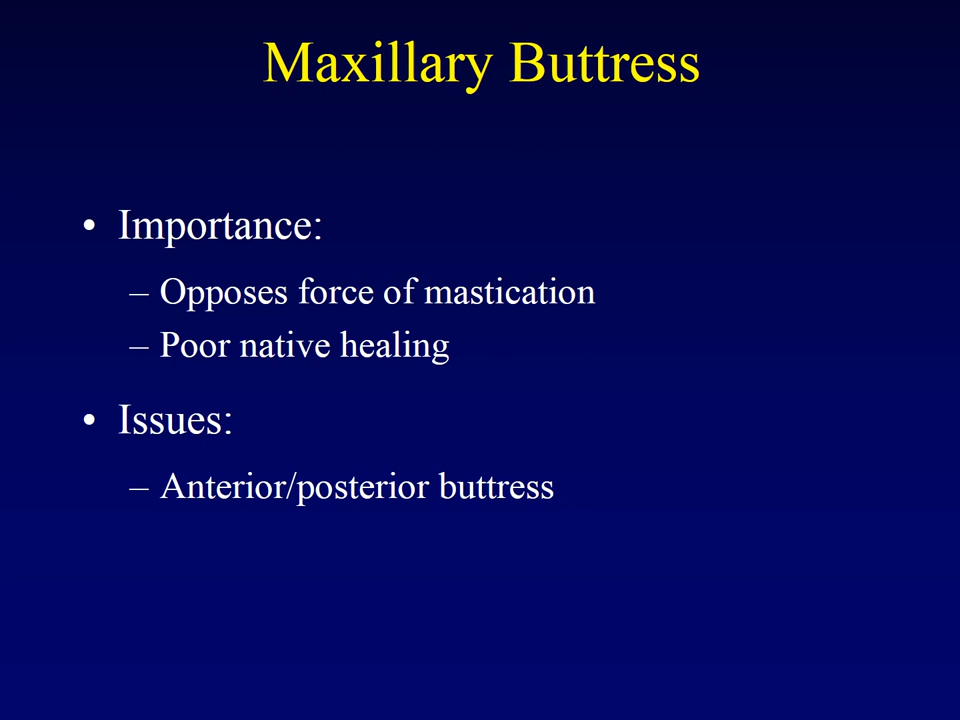 Maxillary Buttress
• Importance:
– Opposes force of mastication
– Poor native healing
• Issues:
– Anterior/posterior buttress